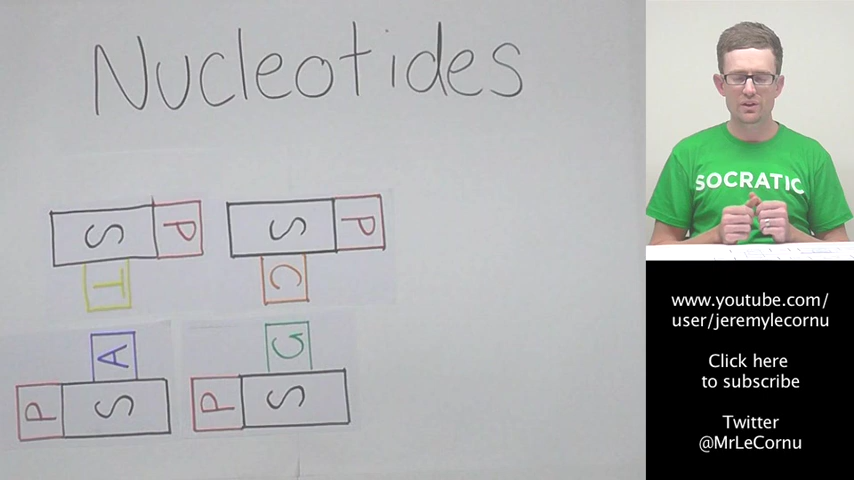 Nucleotides
S P S P
T C
A G
P S P S
SOCRATIC
www.youtube.com/
user/jeremylecornu
Click here
to subscribe
Twitter
@MrLeCornu